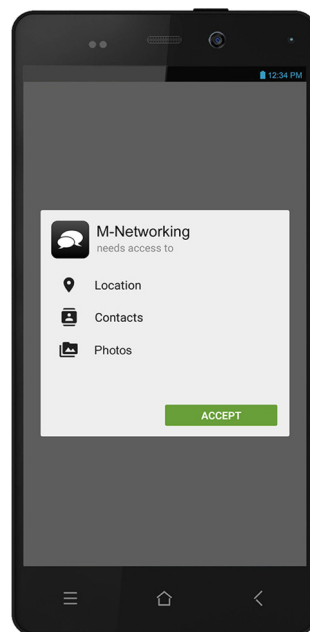 12:34 PM
M-Networking
needs access to
Location
Contacts
Photos
ACCEPT